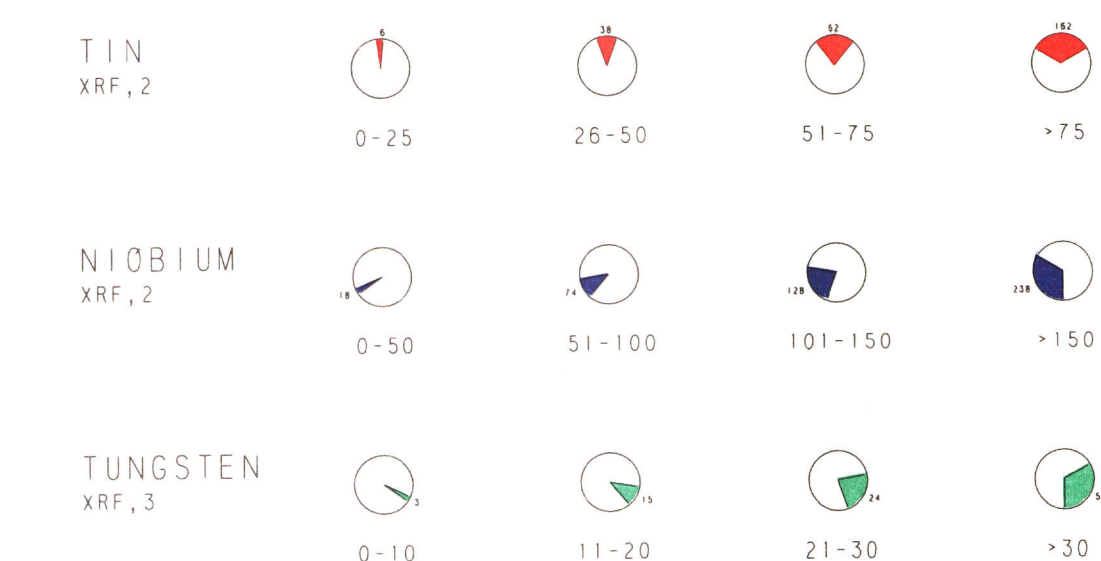 TIN
XRF,2
6 38 62 162
0-25 26-50 51-75 >75
NIOBIUM
XRF,2
18 74 128 238
0-50 51-100 101-150 >150
TUNGSTEN
XRF,3
3 15 24
0-10 11-20 21-30 >30